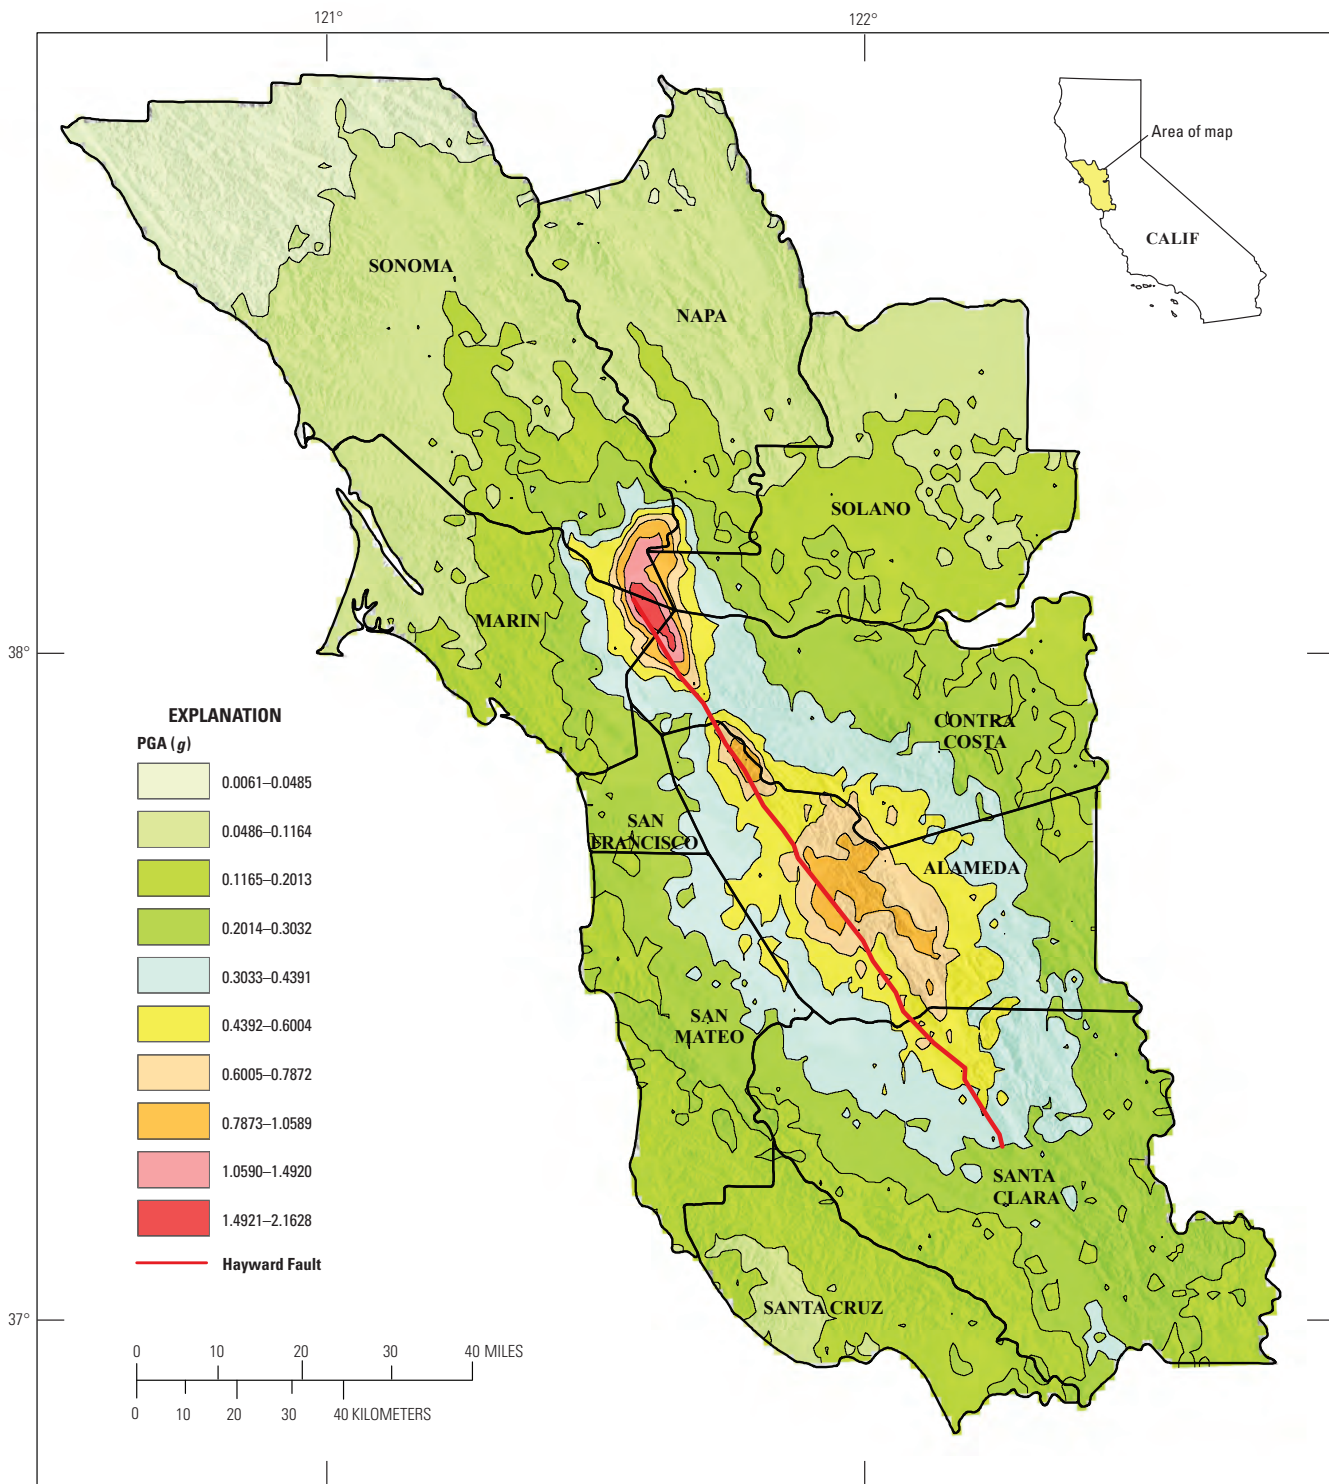 121°
122°
Area of map
CALIF
SONOMA
NAPA
SOLANO
MARIN
38°
CONTRA
COSTA
EXPLANATION
PGA (g)
0.0061–0.0485
0.0486–0.1164
0.1165–0.2013
0.2014–0.3032
0.3033–0.4391
0.4392–0.6004
0.6005–0.7872
0.7873–1.0589
1.0590–1.4920
1.4921–2.1628
Hayward Fault
SAN
FRANCISCO
ALAMEDA
SAN
MATEO
SANTA
CLARA
SANTA CRUZ
37°
0 10 20 30 40 MILES
0 10 20 30 40 KILOMETERS